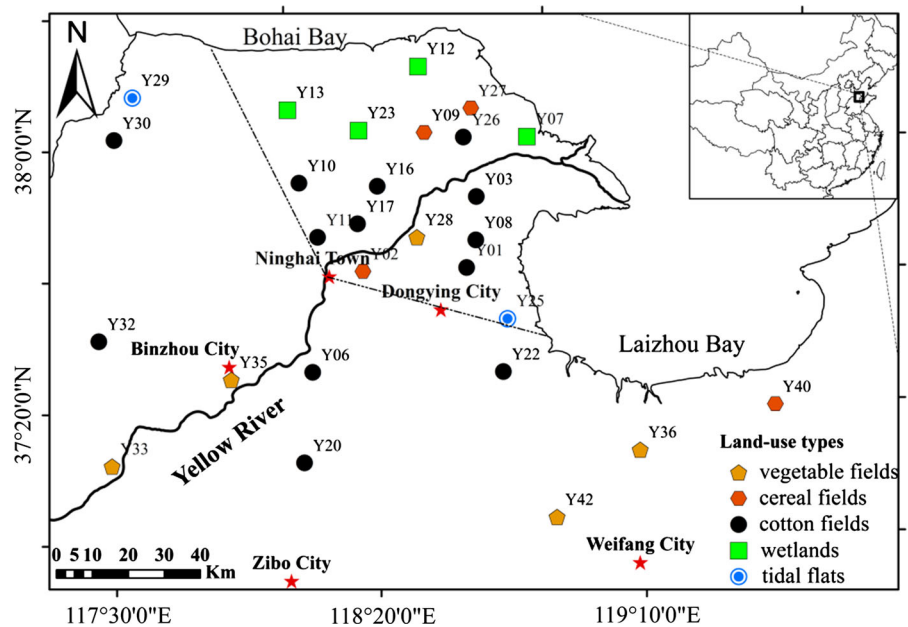 N
Bohai Bay
Y12
Y29
Y13
Y27
Y23
Y09
Y26
Y07
Y30
38°0'0"N
Y10
Y16
Y03
Y17
Y11
Y28
Y08
Y01
Ninghai Town
Y02
Dongying City
Y25
Y32
Binzhou City
Y35
Y06
Y22
Laizhou Bay
Y40
37°20'0"N
Yellow River
Y33
Y20
Y36
Y42
Land-use types
vegetable fields
cereal fields
cotton fields
wetlands
tidal flats
Weifang City
Zibo City
0 5 10 20 30 40
Km
117°30'0"E
118°20'0"E
119°10'0"E